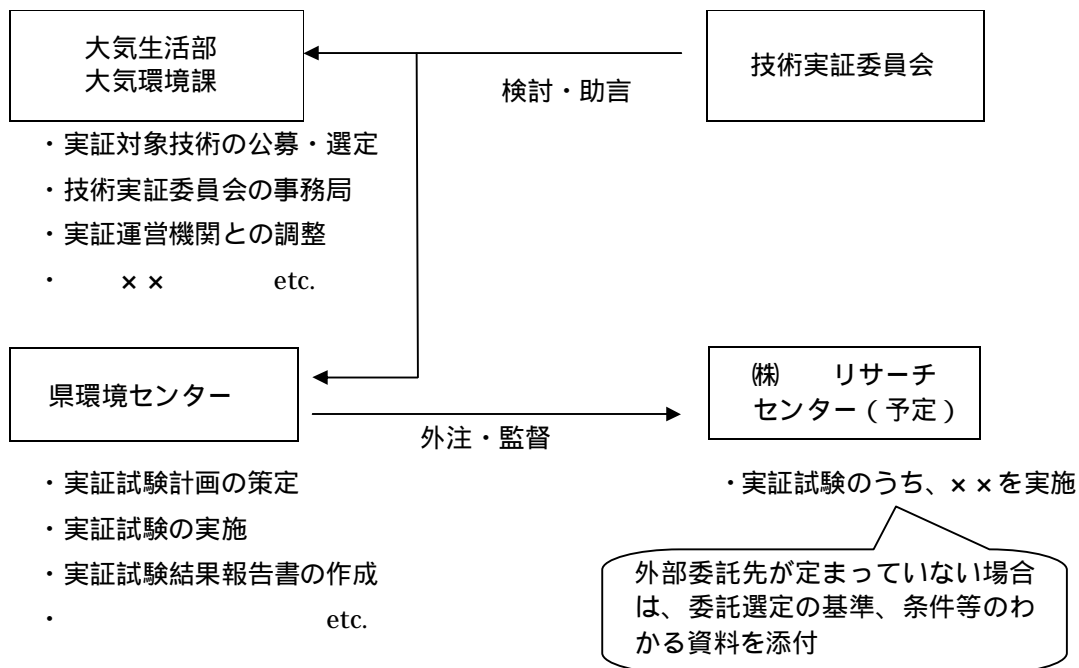 大気生活部
大気環境課
技術実証委員会
検討・助言
・実証対象技術の公募・選定
・技術実証委員会の事務局
・実証運営機関との調整
・　　××　　　etc.
県環境センター
㈱　　リサーチ
センター（予定）
外注・監督
・実証試験計画の策定
・実証試験の実施
・実証試験結果報告書の作成
・　　　　　　　etc.
・実証試験のうち、××を実施
外部委託先が定まっていない場合
は、委託選定の基準、条件等のわ
かる資料を添付